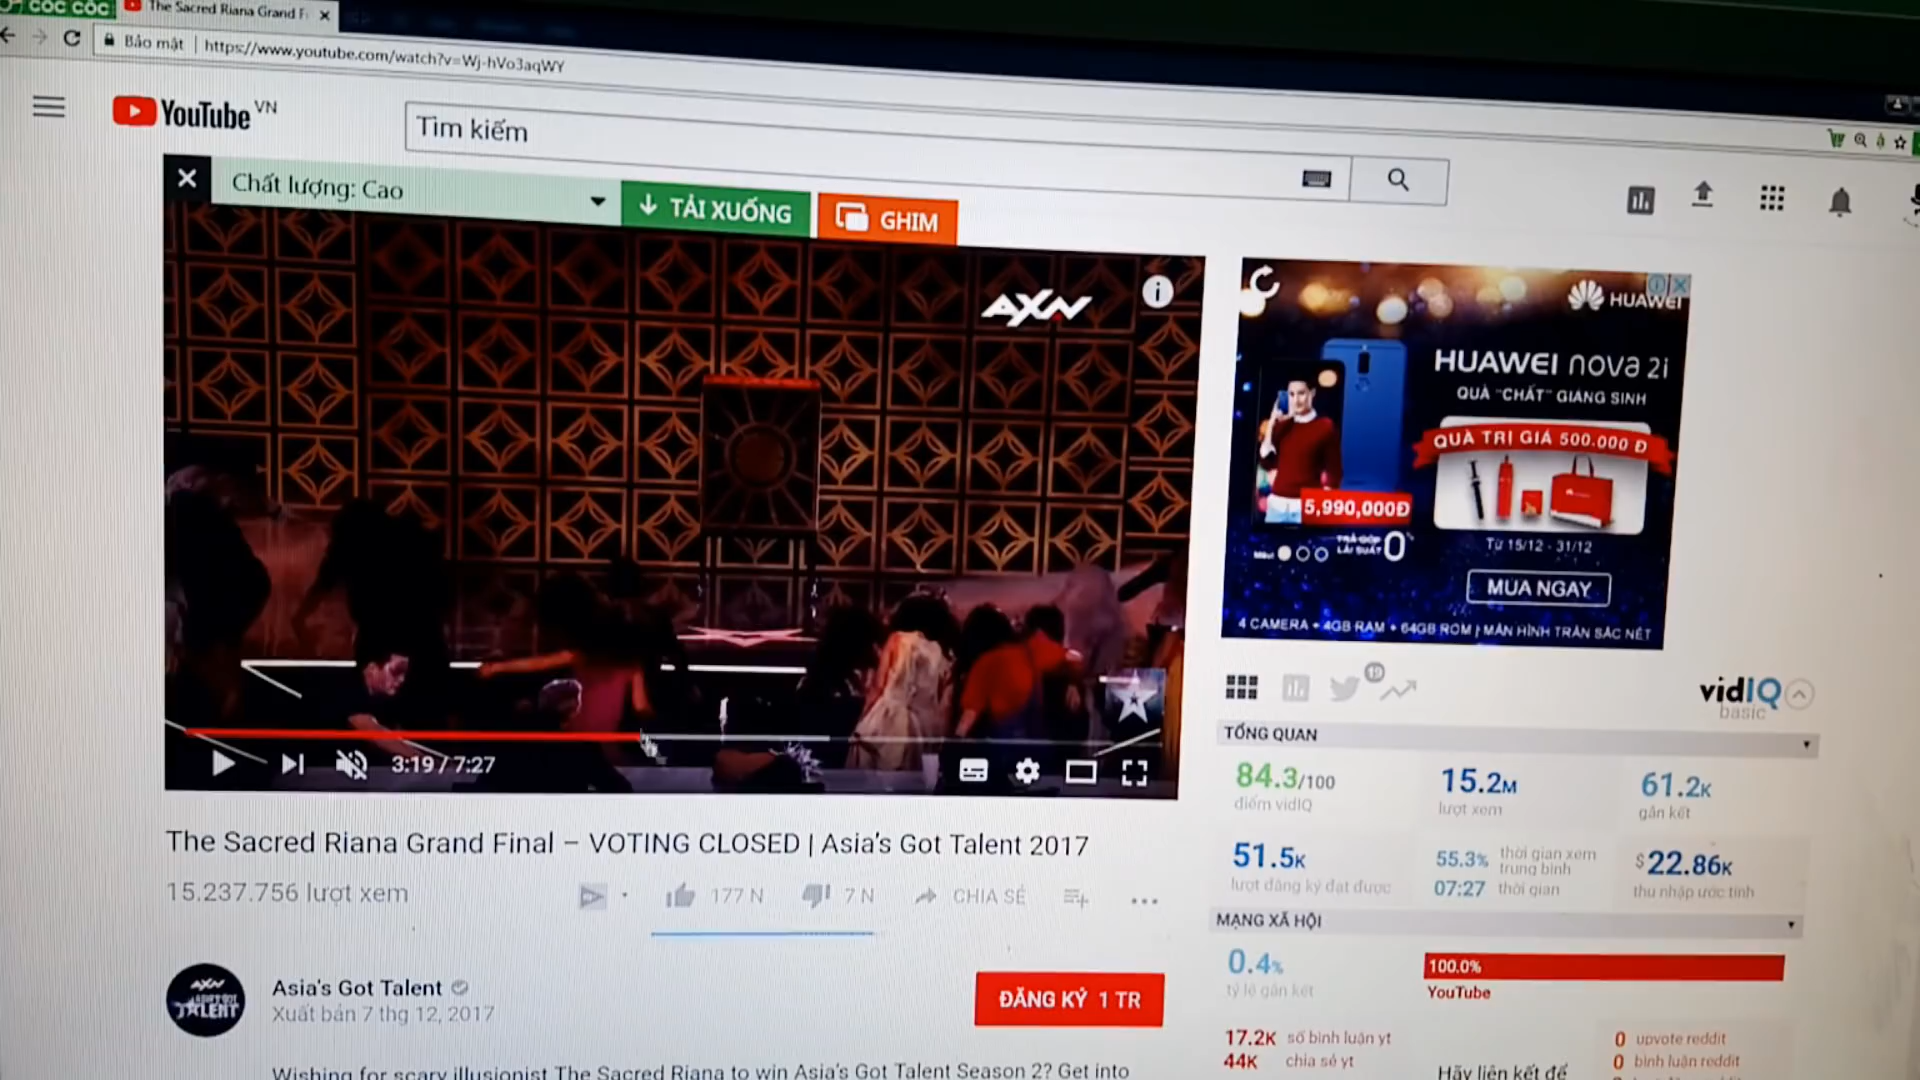 CỐC CỐC
The Sacred Riana Grand F
Bảo mật
https://www.youtube.com/watch?v=Wj-hVo3aqWY
YouTube VN
Tìm kiếm
Chất lượng: Cao
TẢI XUỐNG
GHIM
AXN
3:19 / 7:27
HUAWEI
HUAWEI nova 2i
QUÀ "CHẤT" GIÁNG SINH
QUÀ TRỊ GIÁ 500.000 Đ
5,990,000Đ
TRẢ GÓP
LÃI SUẤT 0%
Từ 15/12 - 31/12
MUA NGAY
4 CAMERA + 4GB RAM + 64GB ROM | MÀN HÌNH TRÀN SẮC NÉT
19
vidIQ
basic
TỔNG QUAN
84.3/100
điểm vidIQ
15.2M
lượt xem
61.2K
gắn kết
51.5K
lượt đăng ký đạt được
55.3% thời gian xem trung bình
07:27 thời gian
$22.86K
thu nhập ước tính
MẠNG XÃ HỘI
0.4%
tỷ lệ gắn kết
100.0%
YouTube
17.2K số bình luận yt
44K chia sẻ yt
0 upvote reddit
0 bình luận reddit
Hãy liên kết để
The Sacred Riana Grand Final – VOTING CLOSED | Asia's Got Talent 2017
15.237.756 lượt xem
177 N
7 N
CHIA SẺ
AXN
ASIA'S GOT
TALENT
Asia's Got Talent
Xuất bản 7 thg 12, 2017
ĐĂNG KÝ 1 TR
Wishing for scary illusionist The Sacred Riana to win Asia's Got Talent Season 2? Get into